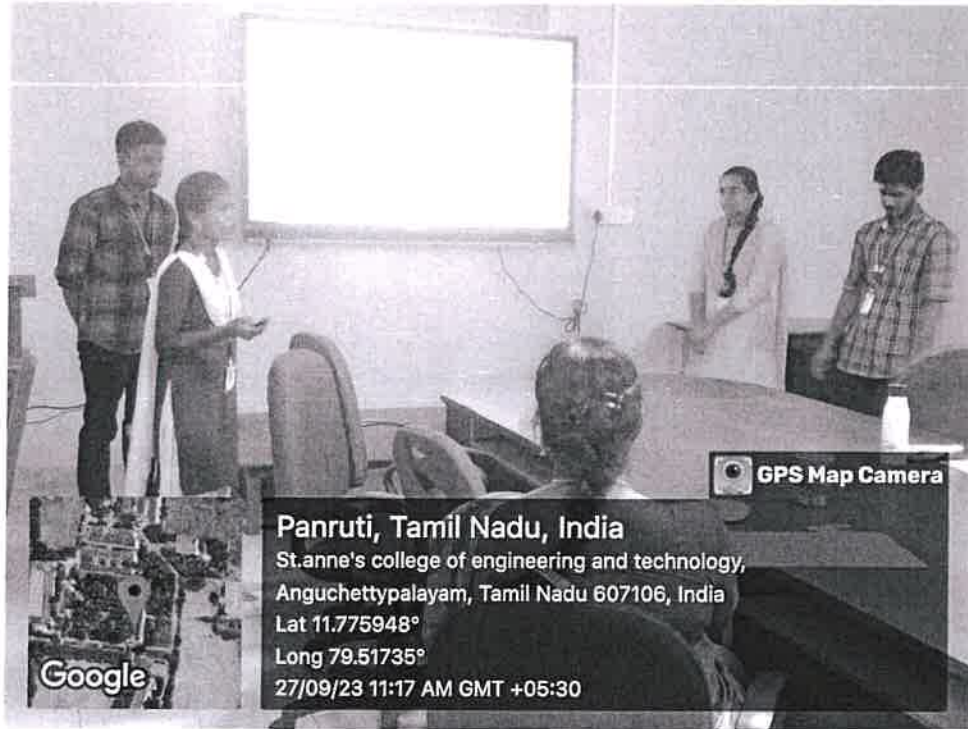 GPS Map Camera
Panruti, Tamil Nadu, India
St.anne's college of engineering and technology,
Anguchettypalayam, Tamil Nadu 607106, India
Lat 11.775948°
Long 79.51735°
27/09/23 11:17 AM GMT +05:30
Google